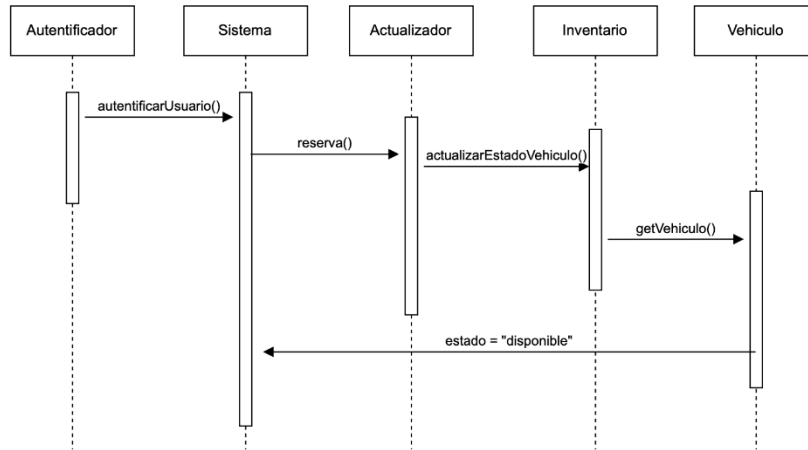 Autentificador
Sistema
Actualizador
Inventario
Vehiculo
autentificarUsuario()
reserva()
actualizarEstadoVehiculo()
getVehiculo()
estado = "disponible"